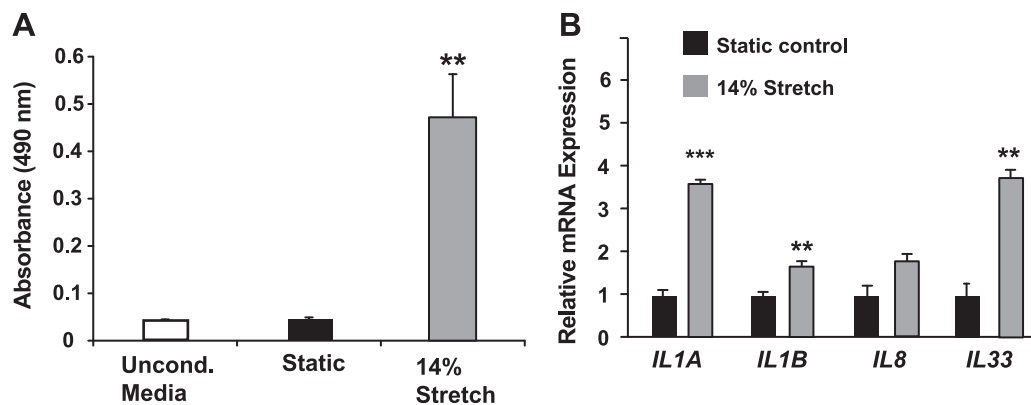 A
Absorbance (490 nm)
0.6
0.5
0.4
0.3
0.2
0.1
0
**
Uncond.
Media
Static
14%
Stretch
B
Static control
14% Stretch
Relative mRNA Expression
6
5
4
2
1
0
***
**
**
IL1A
IL1B
IL8
IL33